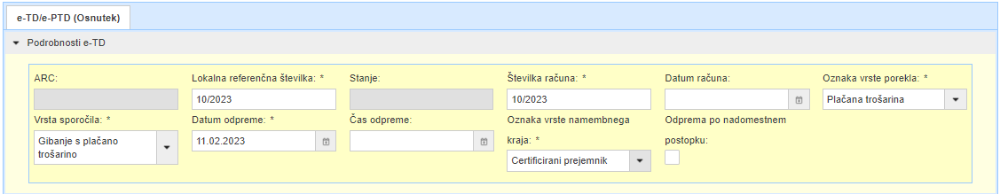 e-TD/e-PTD (Osnutek)
Podrobnosti e-TD
ARC: Lokalna referenčna številka: * Stanje: Številka računa: * Datum računa: Oznaka vrste porekla: *
10/2023 10/2023 Plačana trošarina
Vrsta sporočila: * Datum odpreme: * Čas odpreme: Oznaka vrste namembnega Odprema po nadomestnem
Gibanje s plačano 11.02.2023 kraja: * postopku:
trošarino Certificirani prejemnik